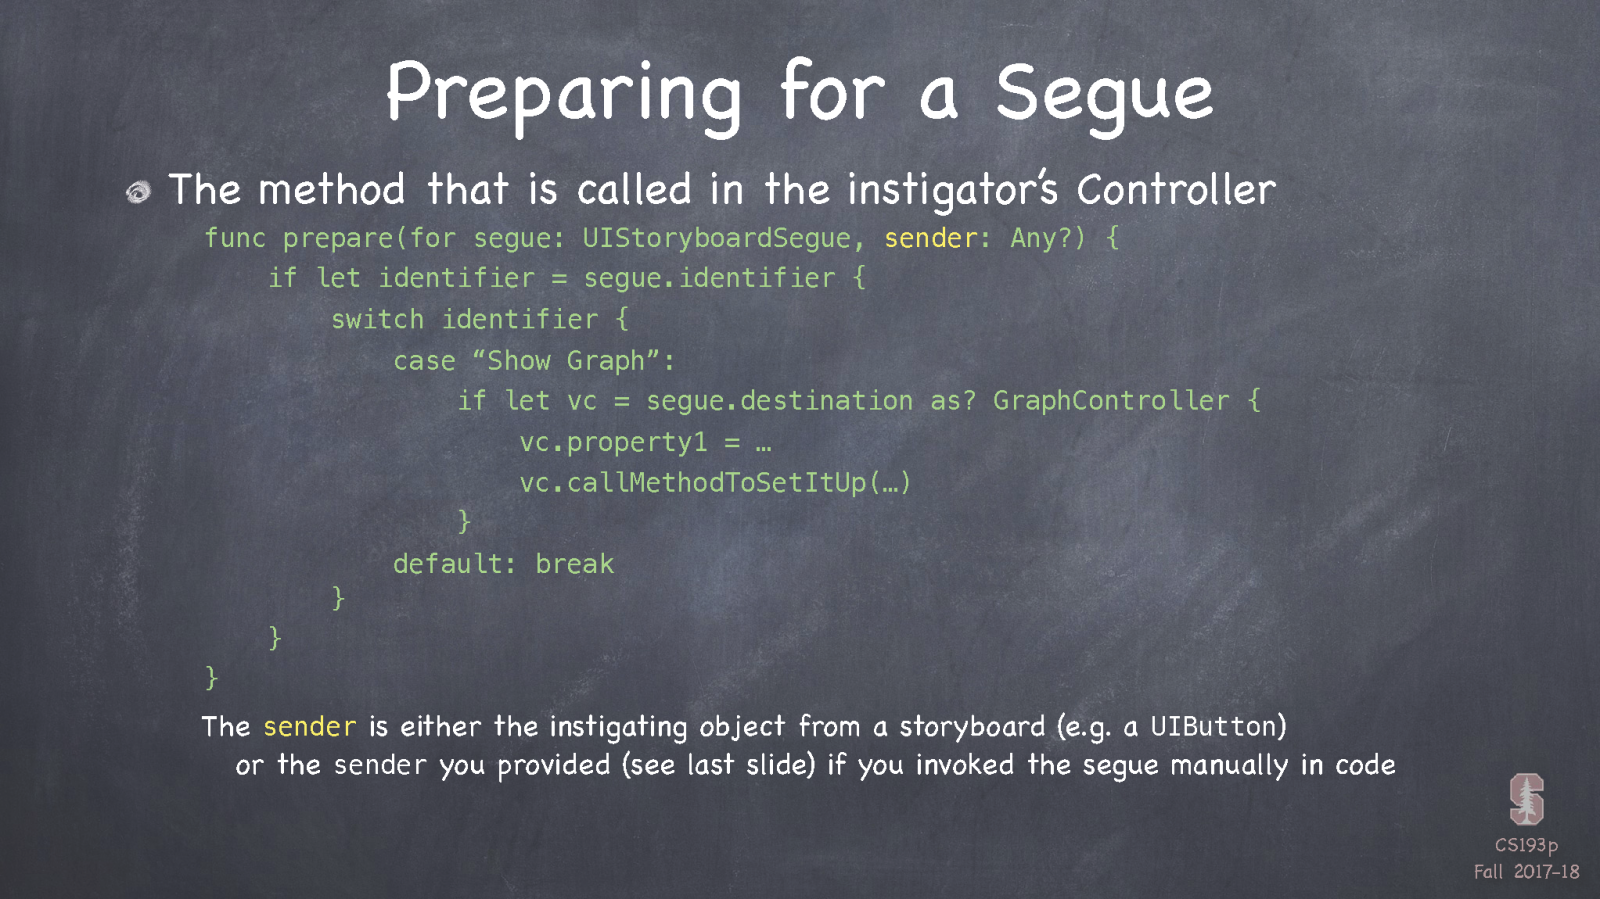 Preparing for a Segue
The method that is called in the instigator's Controller
func prepare(for segue: UIStoryboardSegue, sender: Any?) {
if let identifier = segue.identifier {
switch identifier {
case “Show Graph”:
if let vc = segue.destination as? GraphController {
vc.property1 = …
vc.callMethodToSetItUp(…)
}
default: break
}
}
}
The sender is either the instigating object from a storyboard (e.g. a UIButton)
or the sender you provided (see last slide) if you invoked the segue manually in code
S
CS193p
Fall 2017-18